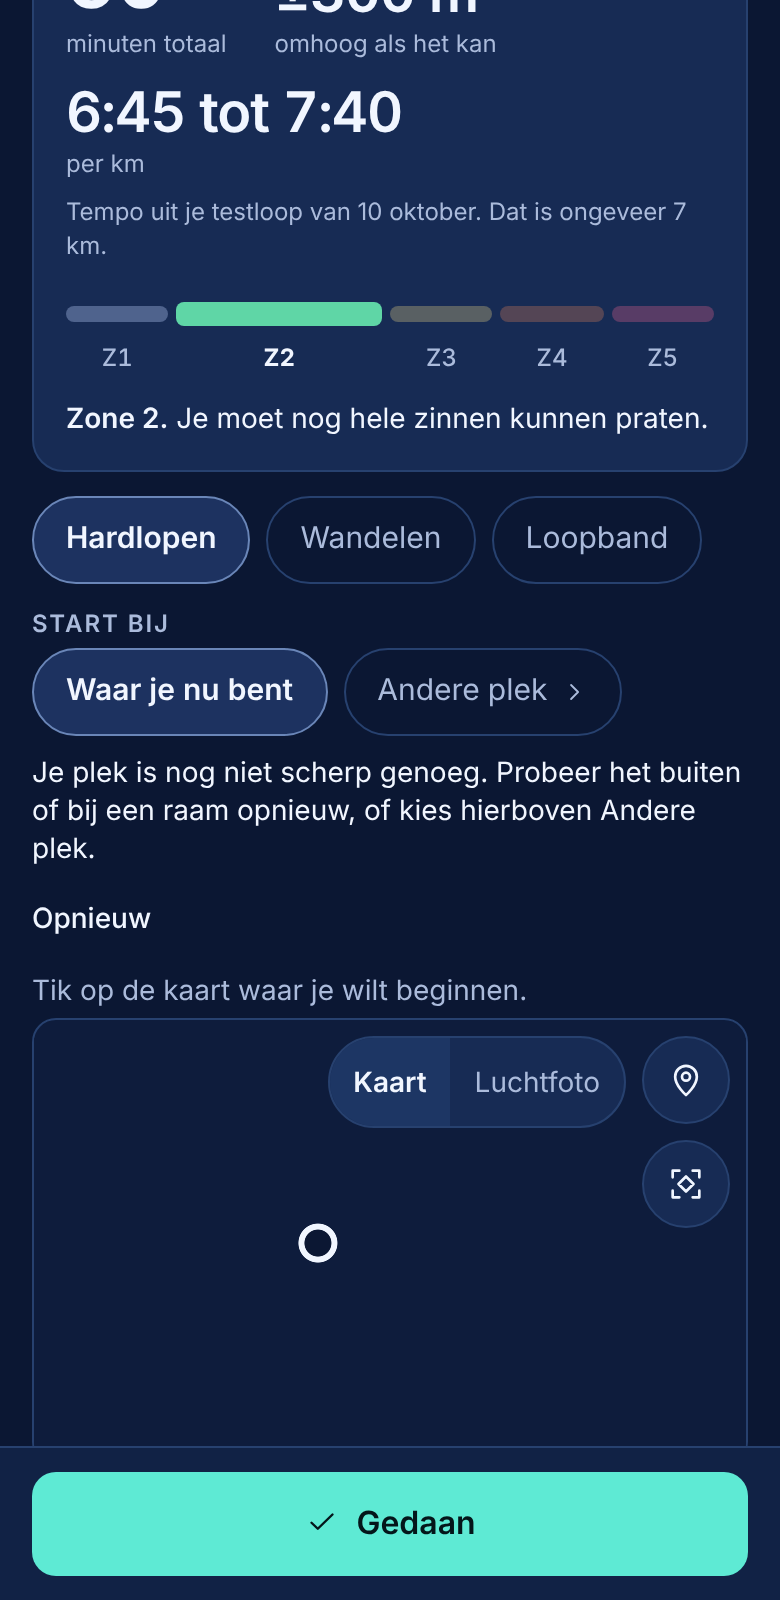 minuten totaal omhoog als het kan
6:45 tot 7:40
per km
Tempo uit je testloop van 10 oktober. Dat is ongeveer 7
km.
Z1 Z2 Z3 Z4 Z5
Zone 2. Je moet nog hele zinnen kunnen praten.
Hardlopen Wandelen Loopband
START BIJ
Waar je nu bent Andere plek
Je plek is nog niet scherp genoeg. Probeer het buiten
of bij een raam opnieuw, of kies hierboven Andere
plek.
Opnieuw
Tik op de kaart waar je wilt beginnen.
Kaart Luchtfoto
Gedaan